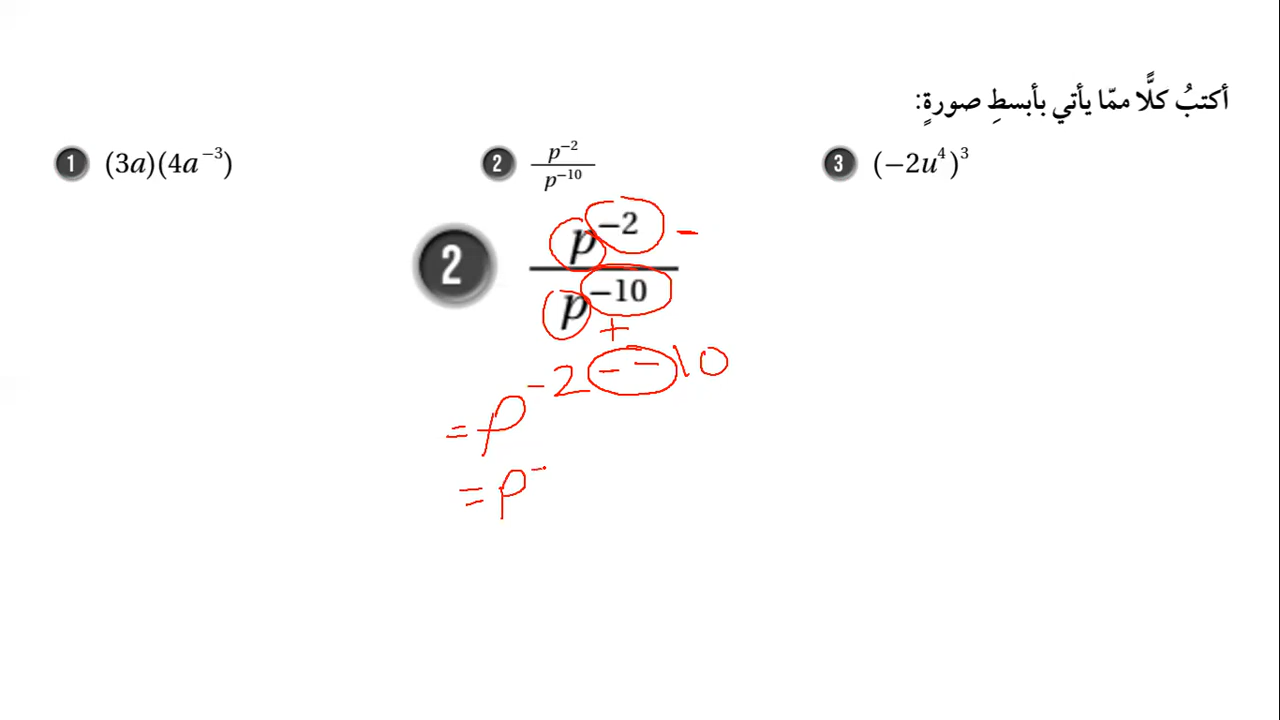 أكتبُ كلًّا ممّا يأتي بأبسطِ صورةٍ:
1 (3a)(4a⁻³) 2 p⁻²/p⁻¹⁰ 3 (−2u⁴)³
2 p⁻²/p⁻¹⁰ −
+
= p^-2--10
= p^-